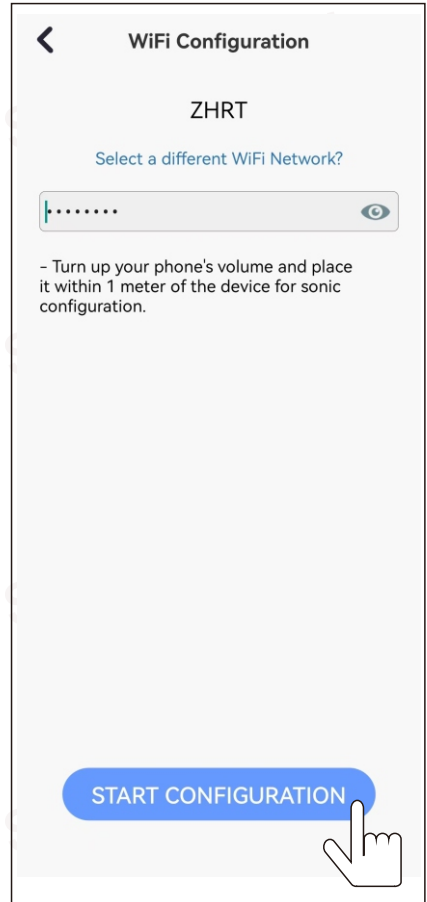 WiFi Configuration
ZHRT
Select a different WiFi Network?
••••••••
– Turn up your phone's volume and place
it within 1 meter of the device for sonic
configuration.
START CONFIGURATION